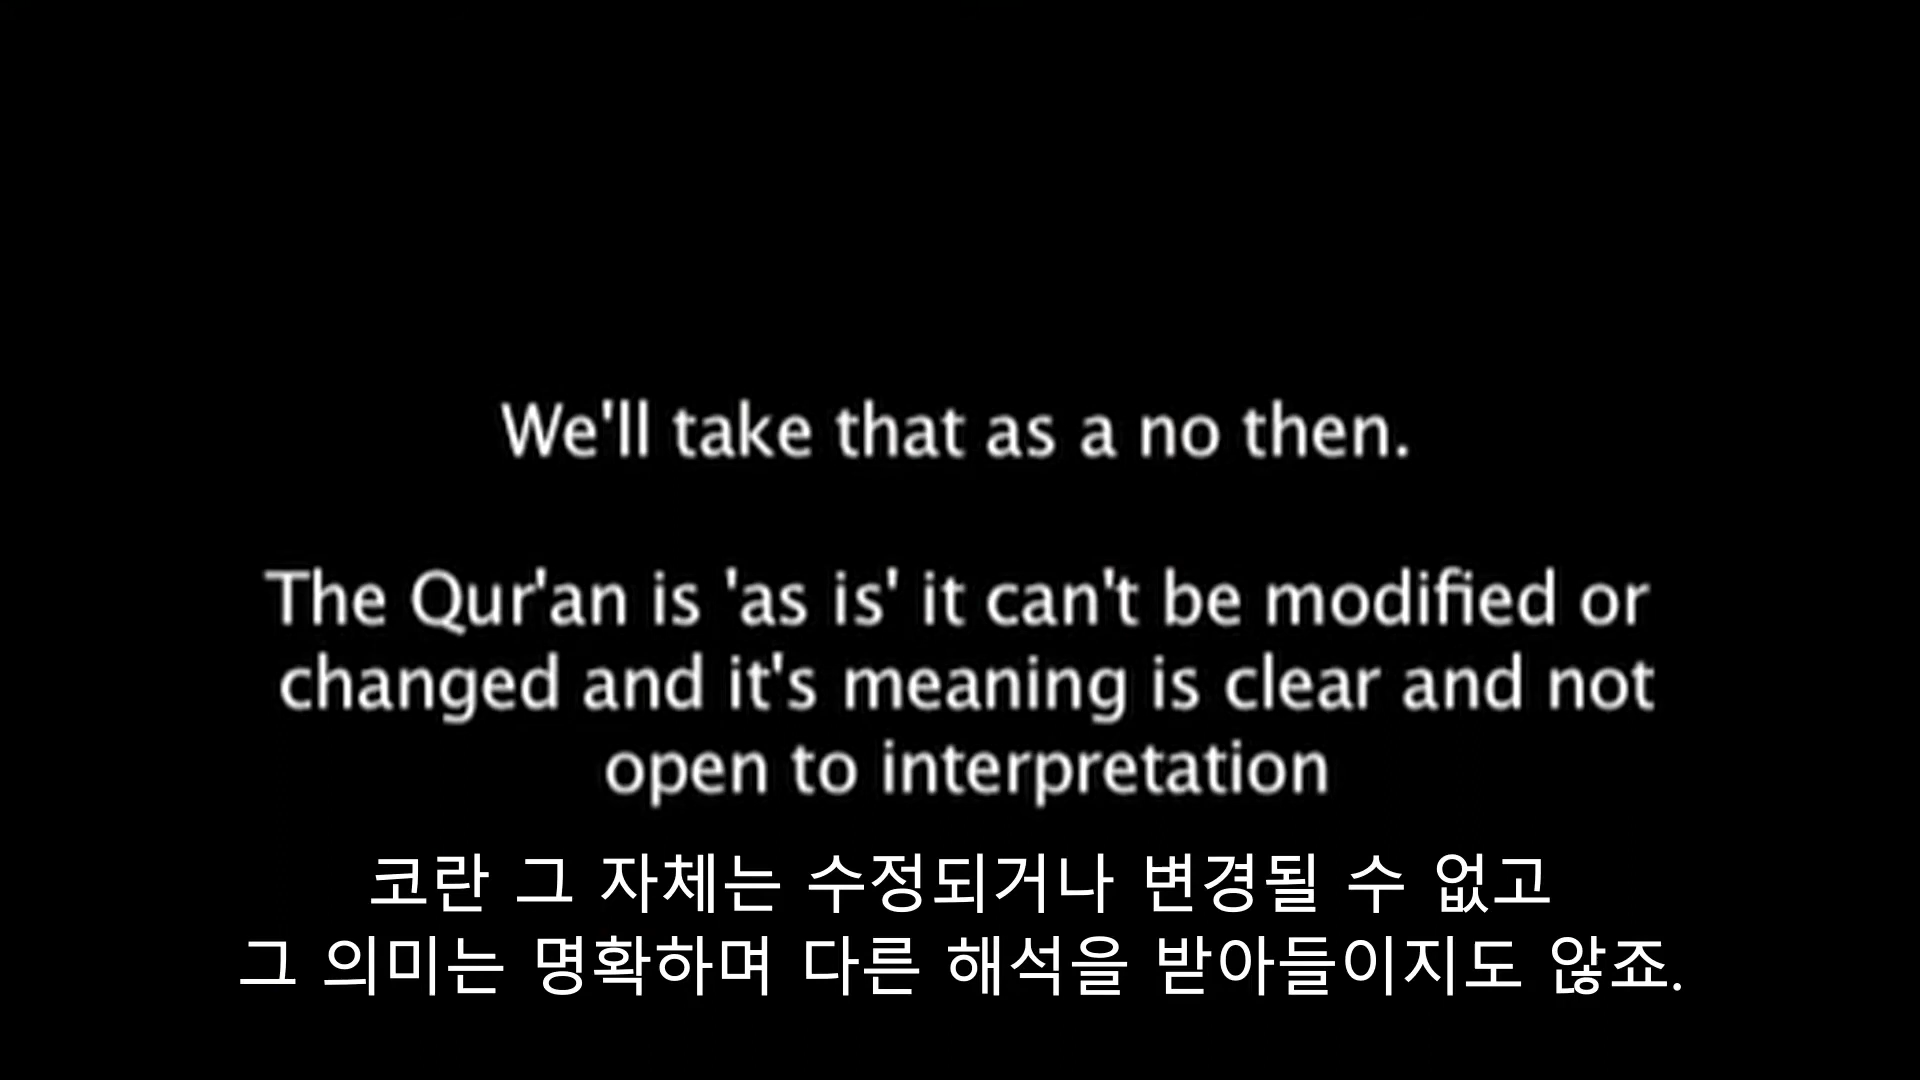 We'll take that as a no then.
The Qur'an is 'as is' it can't be modified or
changed and it's meaning is clear and not
open to interpretation
코란 그 자체는 수정되거나 변경될 수 없고
그 의미는 명확하며 다른 해석을 받아들이지도 않죠.